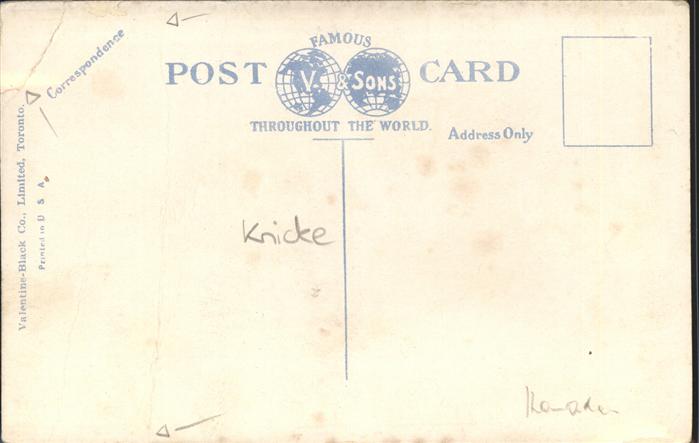 Correspondence
FAMOUS
POST V. & SONS CARD
THROUGHOUT THE WORLD.
Address Only
Valentine-Black Co., Limited, Toronto.
Printed in U S A.
Knicke
Kanada